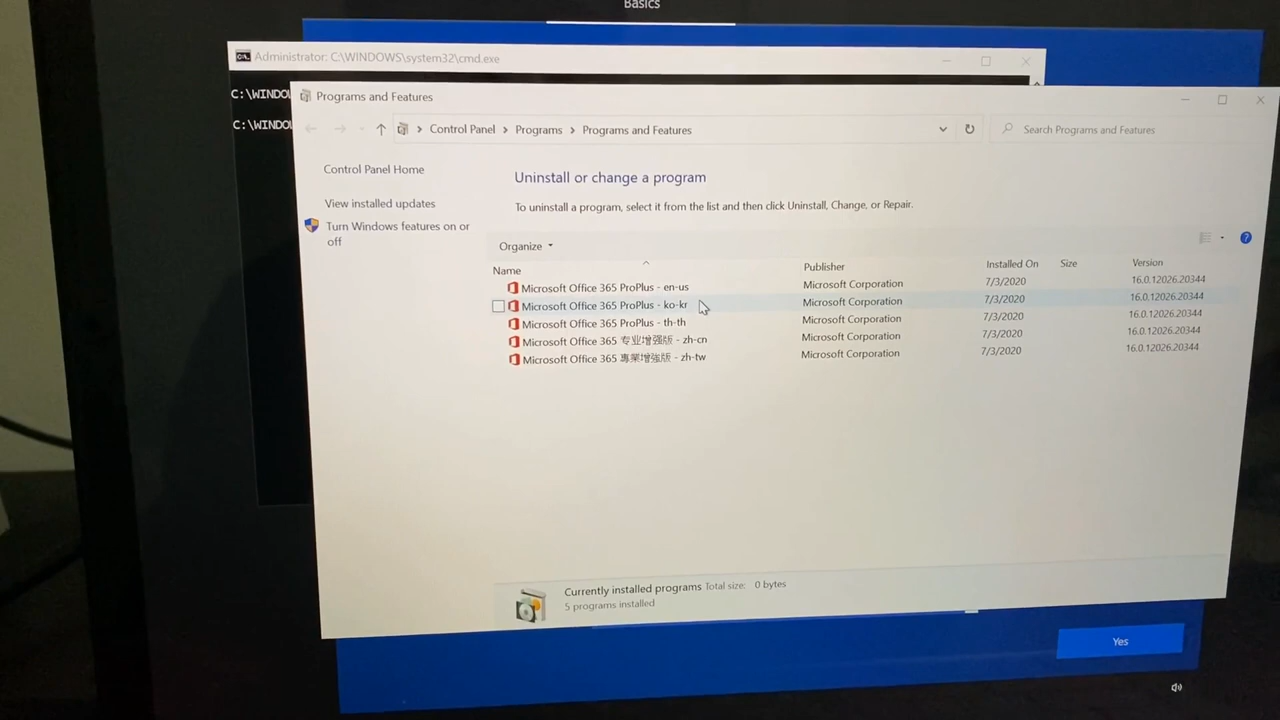 Basics
Administrator: C:\WINDOWS\system32\cmd.exe
C:\WINDO
Programs and Features
C:\WINDO
Control Panel > Programs > Programs and Features
Search Programs and Features
Control Panel Home
View installed updates
Turn Windows features on or
off
Uninstall or change a program
To uninstall a program, select it from the list and then click Uninstall, Change, or Repair.
Organize
Name Publisher Installed On Size Version
Microsoft Office 365 ProPlus - en-us Microsoft Corporation 7/3/2020 16.0.12026.20344
Microsoft Office 365 ProPlus - ko-kr Microsoft Corporation 7/3/2020 16.0.12026.20344
Microsoft Office 365 ProPlus - th-th Microsoft Corporation 7/3/2020 16.0.12026.20344
Microsoft Office 365 专业增强版 - zh-cn Microsoft Corporation 7/3/2020 16.0.12026.20344
Microsoft Office 365 專業增強版 - zh-tw Microsoft Corporation 7/3/2020 16.0.12026.20344
Currently installed programs Total size: 0 bytes
5 programs installed
Yes